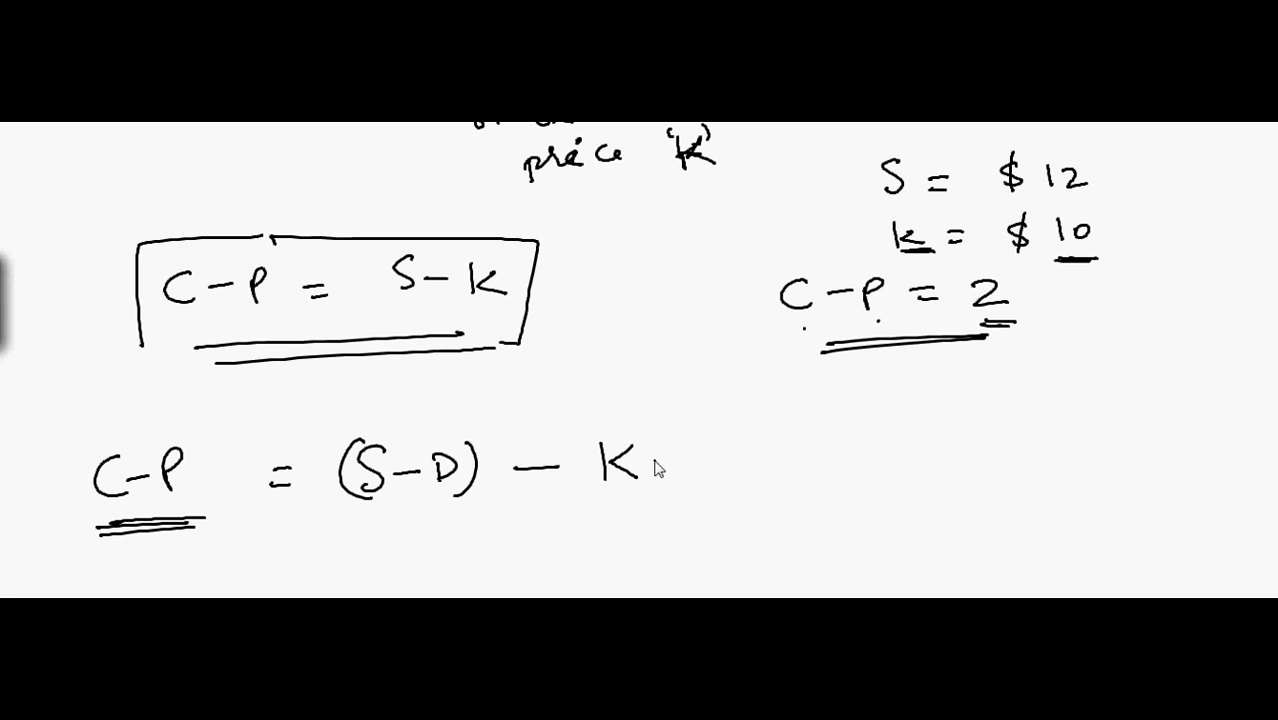 price 'K'
S = $ 12
k = $ 10
C - P = S - K
C - P = 2
C - P = (S - D) - K